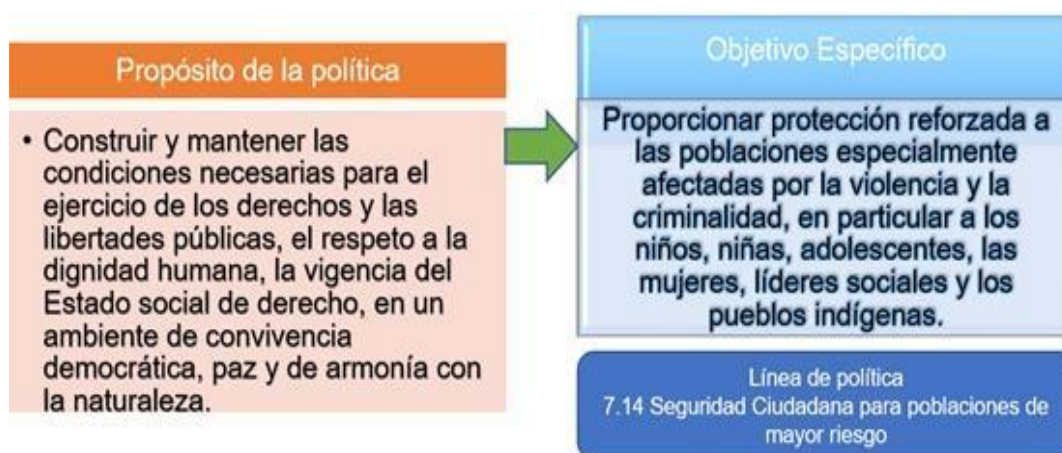 Propósito de la política
• Construir y mantener las
condiciones necesarias para el
ejercicio de los derechos y las
libertades públicas, el respeto a la
dignidad humana, la vigencia del
Estado social de derecho, en un
ambiente de convivencia
democrática, paz y de armonía con
la naturaleza.
Objetivo Específico
Proporcionar protección reforzada a
las poblaciones especialmente
afectadas por la violencia y la
criminalidad, en particular a los
niños, niñas, adolescentes, las
mujeres, líderes sociales y los
pueblos indígenas.
Línea de política
7.14 Seguridad Ciudadana para poblaciones de
mayor riesgo